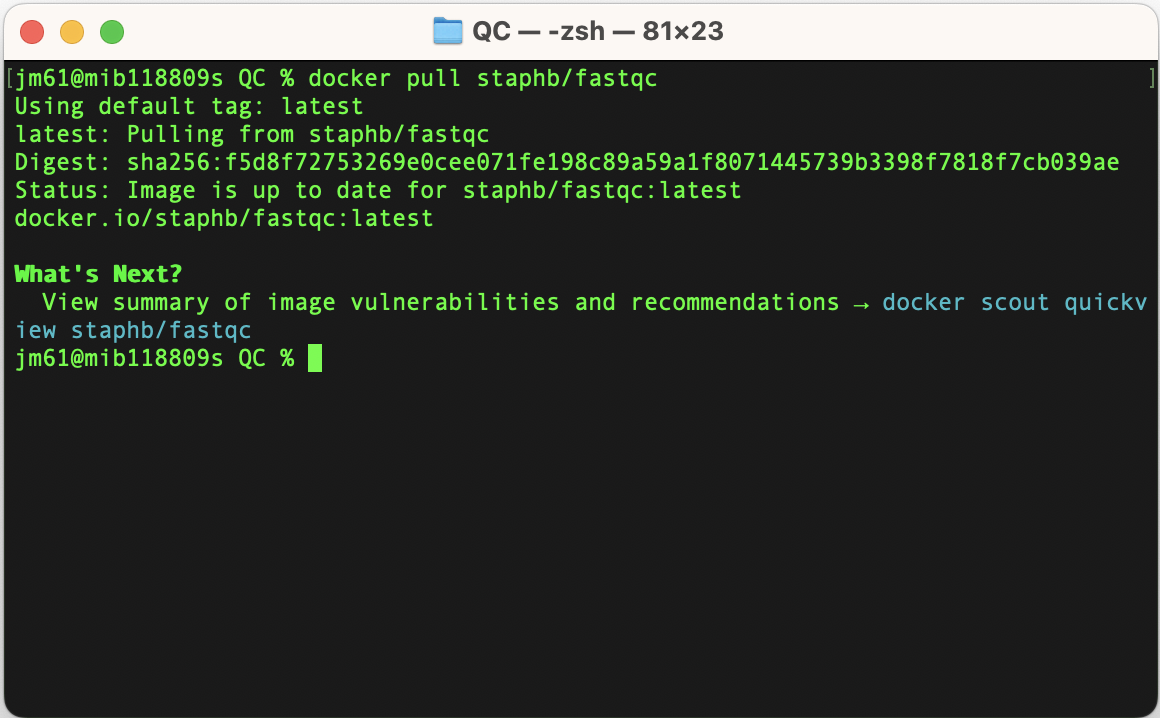 QC — -zsh — 81×23
[jm61@mib118809s QC % docker pull staphb/fastqc ]
Using default tag: latest
latest: Pulling from staphb/fastqc
Digest: sha256:f5d8f72753269e0cee071fe198c89a59a1f8071445739b3398f7818f7cb039ae
Status: Image is up to date for staphb/fastqc:latest
docker.io/staphb/fastqc:latest
What's Next?
View summary of image vulnerabilities and recommendations → docker scout quickv
iew staphb/fastqc
jm61@mib118809s QC %